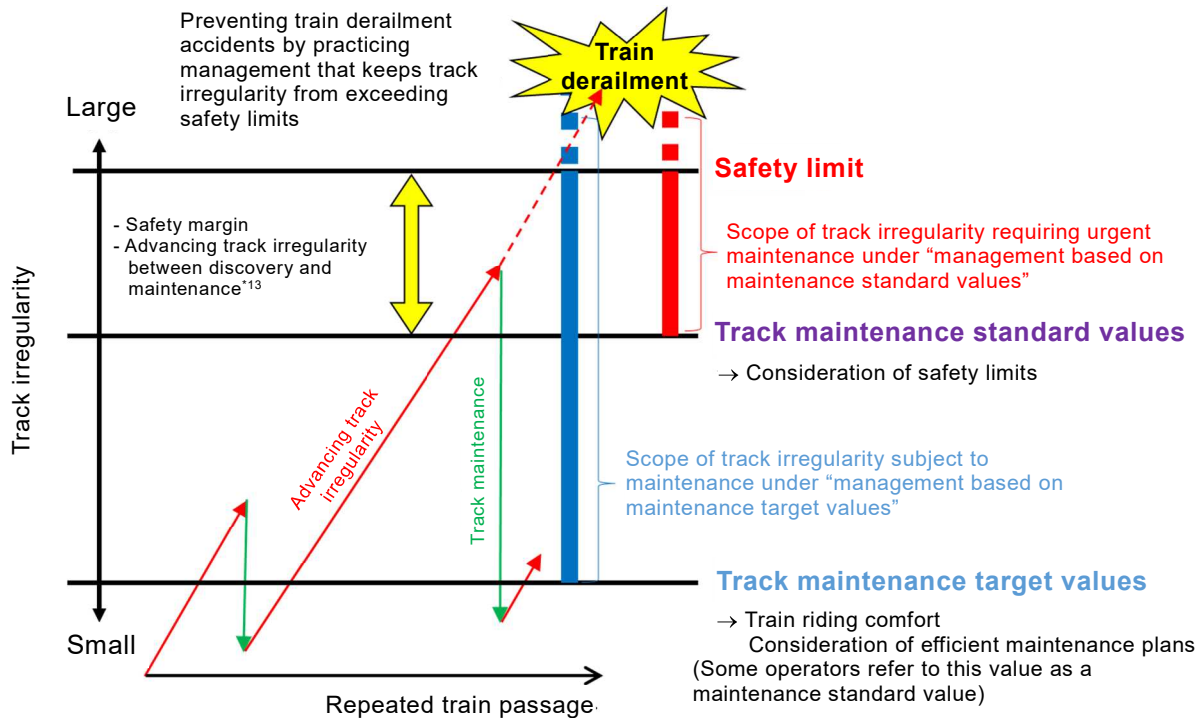 Preventing train derailment
accidents by practicing
management that keeps track
irregularity from exceeding
safety limits
Train
derailment
Large
Safety limit
- Safety margin
- Advancing track irregularity
between discovery and
maintenance*13
Scope of track irregularity requiring urgent
maintenance under “management based on
maintenance standard values”
Track irregularity
Track maintenance standard values
→ Consideration of safety limits
Advancing track
irregularity
Track maintenance
Scope of track irregularity subject to
maintenance under “management based on
maintenance target values”
Track maintenance target values
→ Train riding comfort
Consideration of efficient maintenance plans
(Some operators refer to this value as a
maintenance standard value)
Small
Repeated train passage